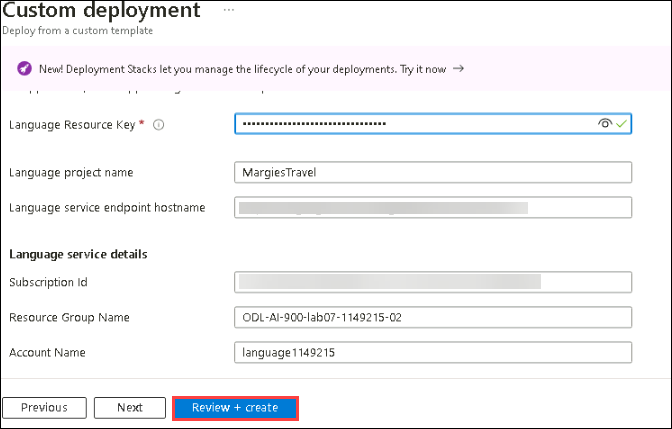 Custom deployment ...
Deploy from a custom template
New! Deployment Stacks let you manage the lifecycle of your deployments. Try it now →
Language Resource Key * ••••••••••••••••••••••••••••••••
Language project name MargiesTravel
Language service endpoint hostname
Language service details
Subscription Id
Resource Group Name ODL-AI-900-lab07-1149215-02
Account Name language1149215
Previous Next Review + create